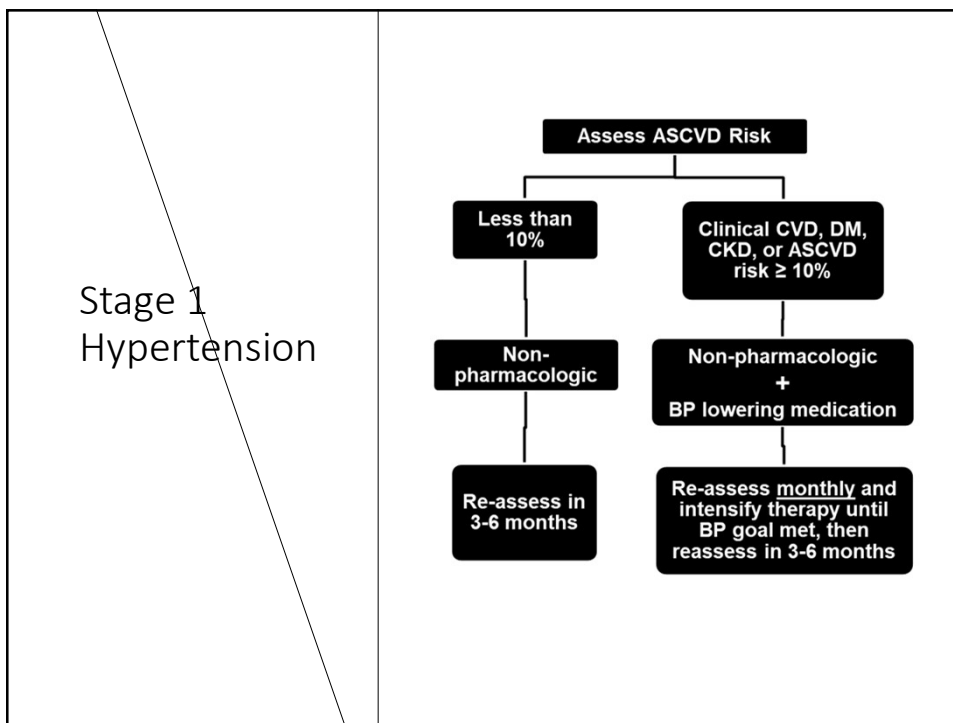 Stage 1
Hypertension
Assess ASCVD Risk
Less than
10%
Clinical CVD, DM,
CKD, or ASCVD
risk ≥ 10%
Non-
pharmacologic
Non-pharmacologic
+
BP lowering medication
Re-assess in
3-6 months
Re-assess monthly and
intensify therapy until
BP goal met, then
reassess in 3-6 months